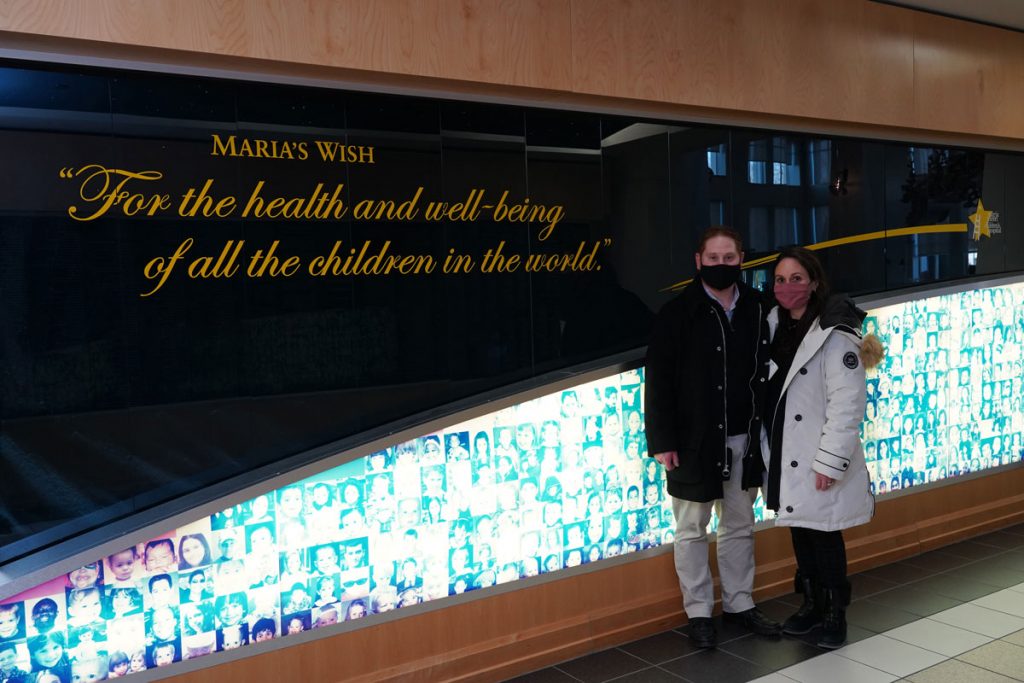 MARIA'S WISH
“For the health and well-being
of all the children in the world.”